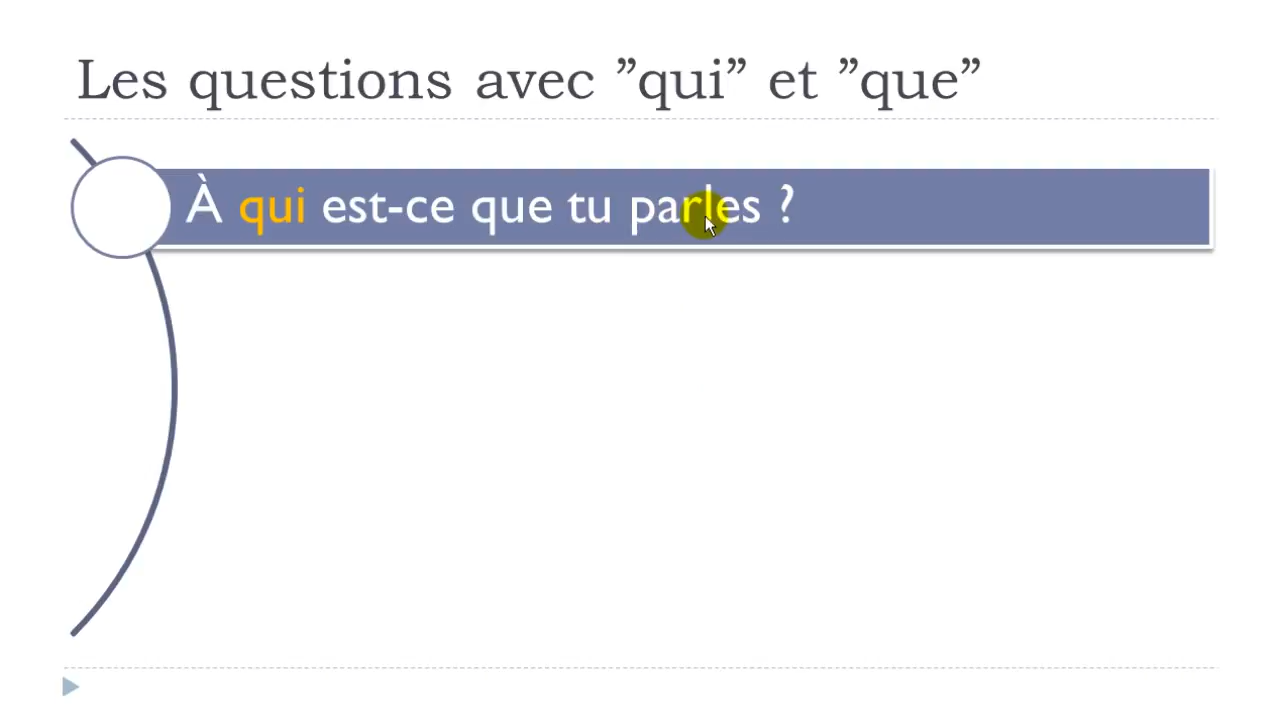 Les questions avec ”qui” et ”que”
À qui est-ce que tu parles ?